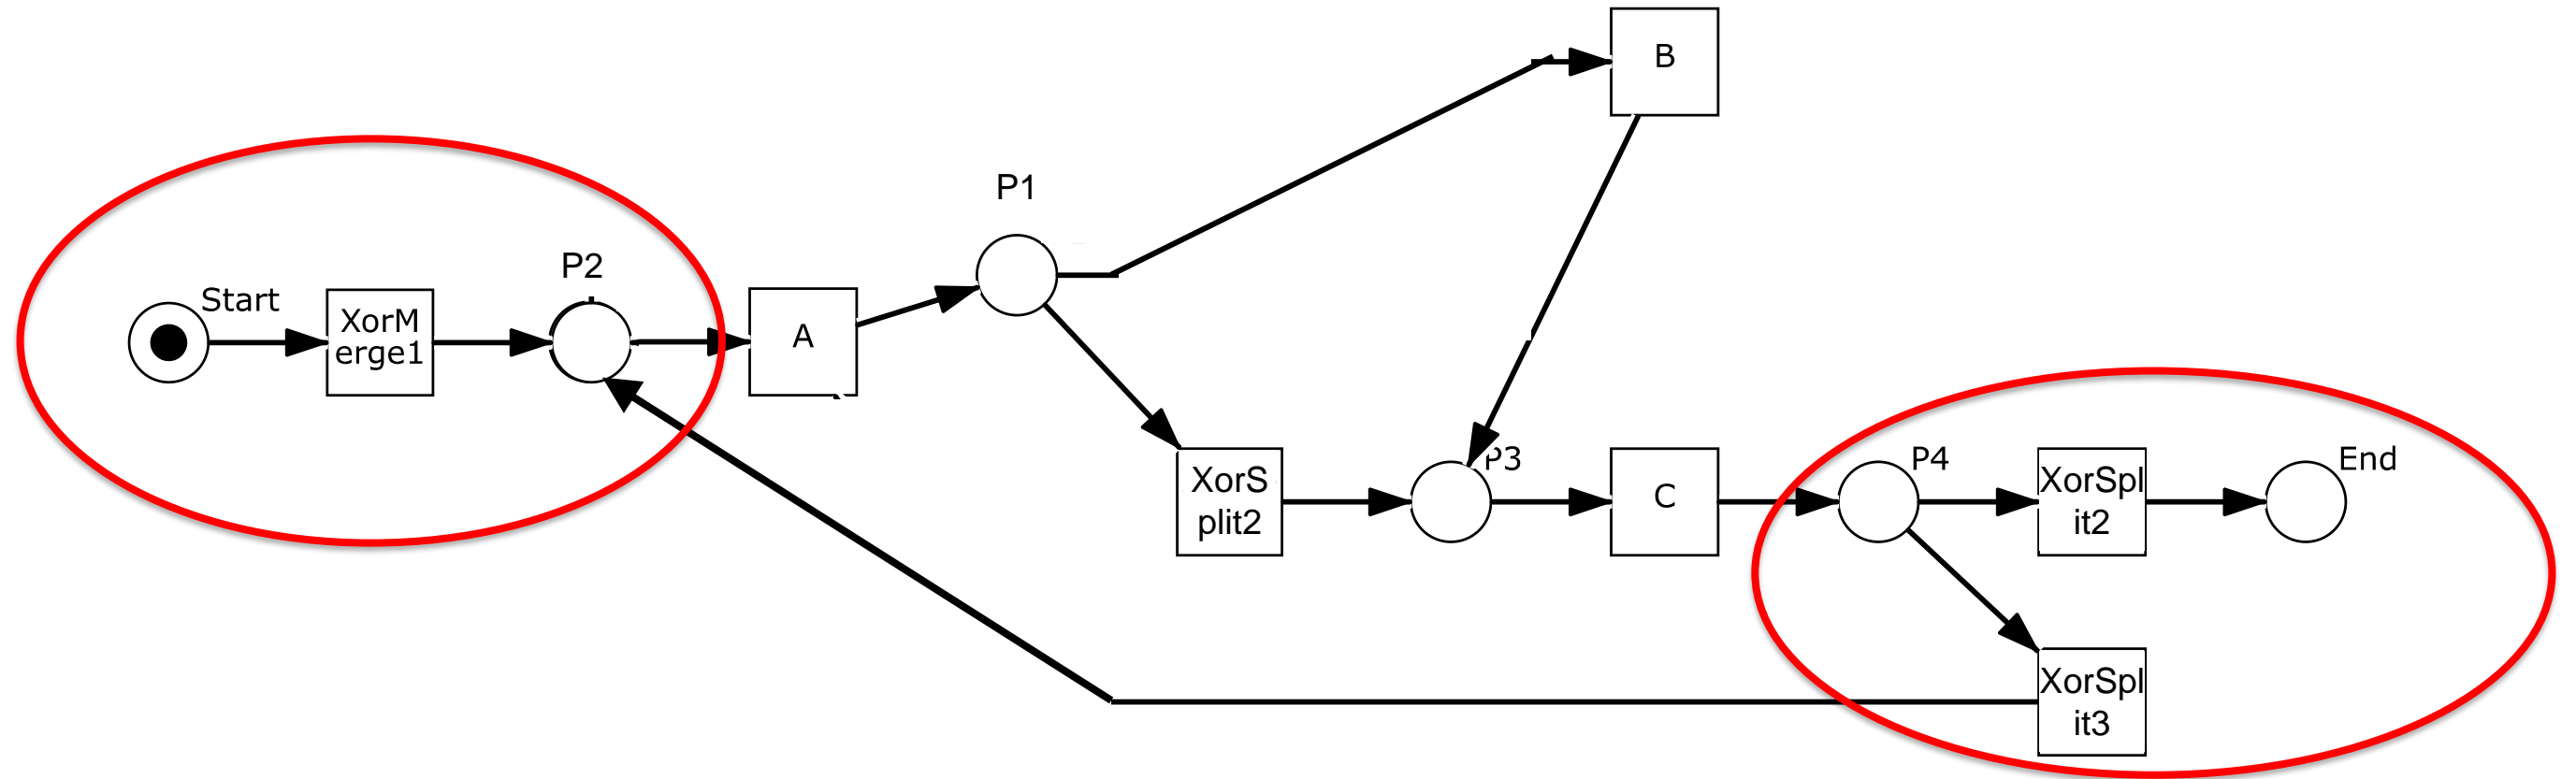 B
P1
P2
Start
XorM
erge1
A
XorS
plit2
P3
C
P4
XorSpl
it2
End
XorSpl
it3